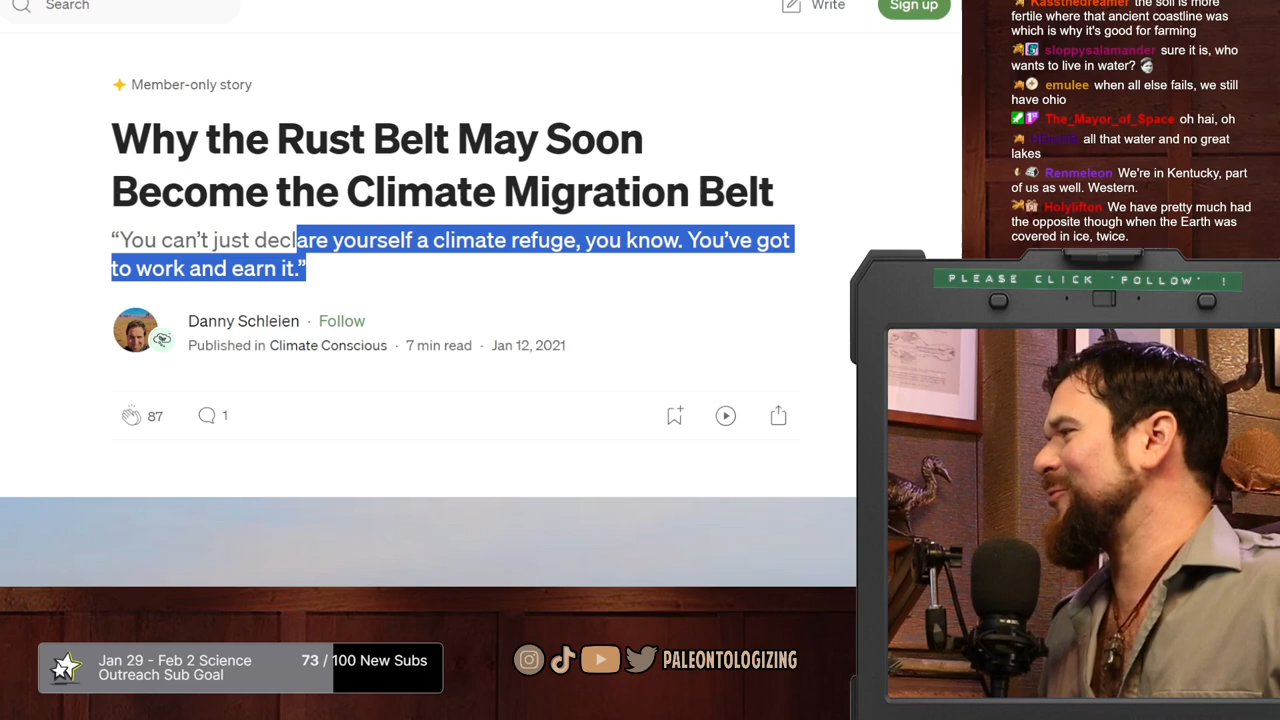 Search
Write
Sign up
Member-only story
Why the Rust Belt May Soon
Become the Climate Migration Belt
“You can’t just declare yourself a climate refuge, you know. You’ve got
to work and earn it.”
Danny Schleien · Follow
Published in Climate Conscious · 7 min read · Jan 12, 2021
87
1
Kassthedreamer the soil is more
fertile where that ancient coastline was
which is why it's good for farming
sloppysalamander sure it is, who
wants to live in water?
emulee when all else fails, we still
have ohio
The_Mayor_of_Space oh hai, oh
all that water and no great
lakes
Renmeleon We're in Kentucky, part
of us as well. Western.
Holylifton We have pretty much had
the opposite though when the Earth was
covered in ice, twice.
PLEASE CLICK 'FOLLOW' !
Jan 29 - Feb 2 Science
Outreach Sub Goal
73 / 100 New Subs
PALEONTOLOGIZING